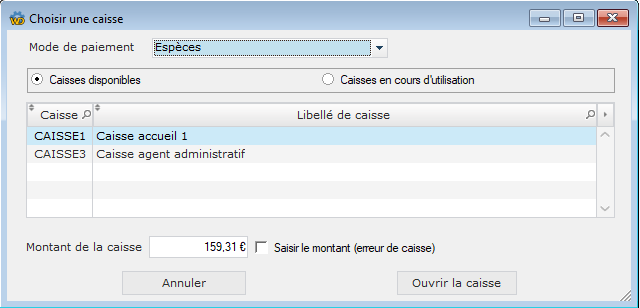 Choisir une caisse
Mode de paiement Espèces
Caisses disponibles Caisses en cours d'utilisation
Caisse Libellé de caisse
CAISSE1 Caisse accueil 1
CAISSE3 Caisse agent administratif
Montant de la caisse 159,31 € Saisir le montant (erreur de caisse)
Annuler Ouvrir la caisse